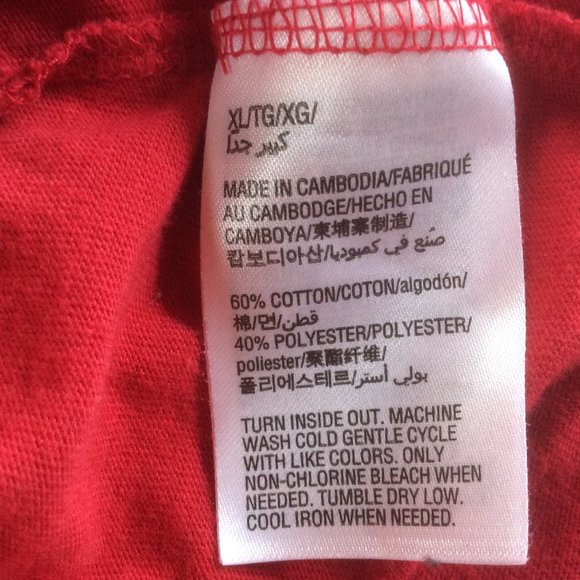 XL/TG/XG/
كبير جدًا
MADE IN CAMBODIA/FABRIQUÉ
AU CAMBODGE/HECHO EN
CAMBOYA/柬埔寨制造/
캄보디아산/صُنع في كمبوديا
60% COTTON/COTON/algodón/
棉/면/قطن/
40% POLYESTER/POLYESTER/
poliester/聚酯纤维/
폴리에스테르/بولي أستر
TURN INSIDE OUT. MACHINE
WASH COLD GENTLE CYCLE
WITH LIKE COLORS. ONLY
NON-CHLORINE BLEACH WHEN
NEEDED. TUMBLE DRY LOW.
COOL IRON WHEN NEEDED.